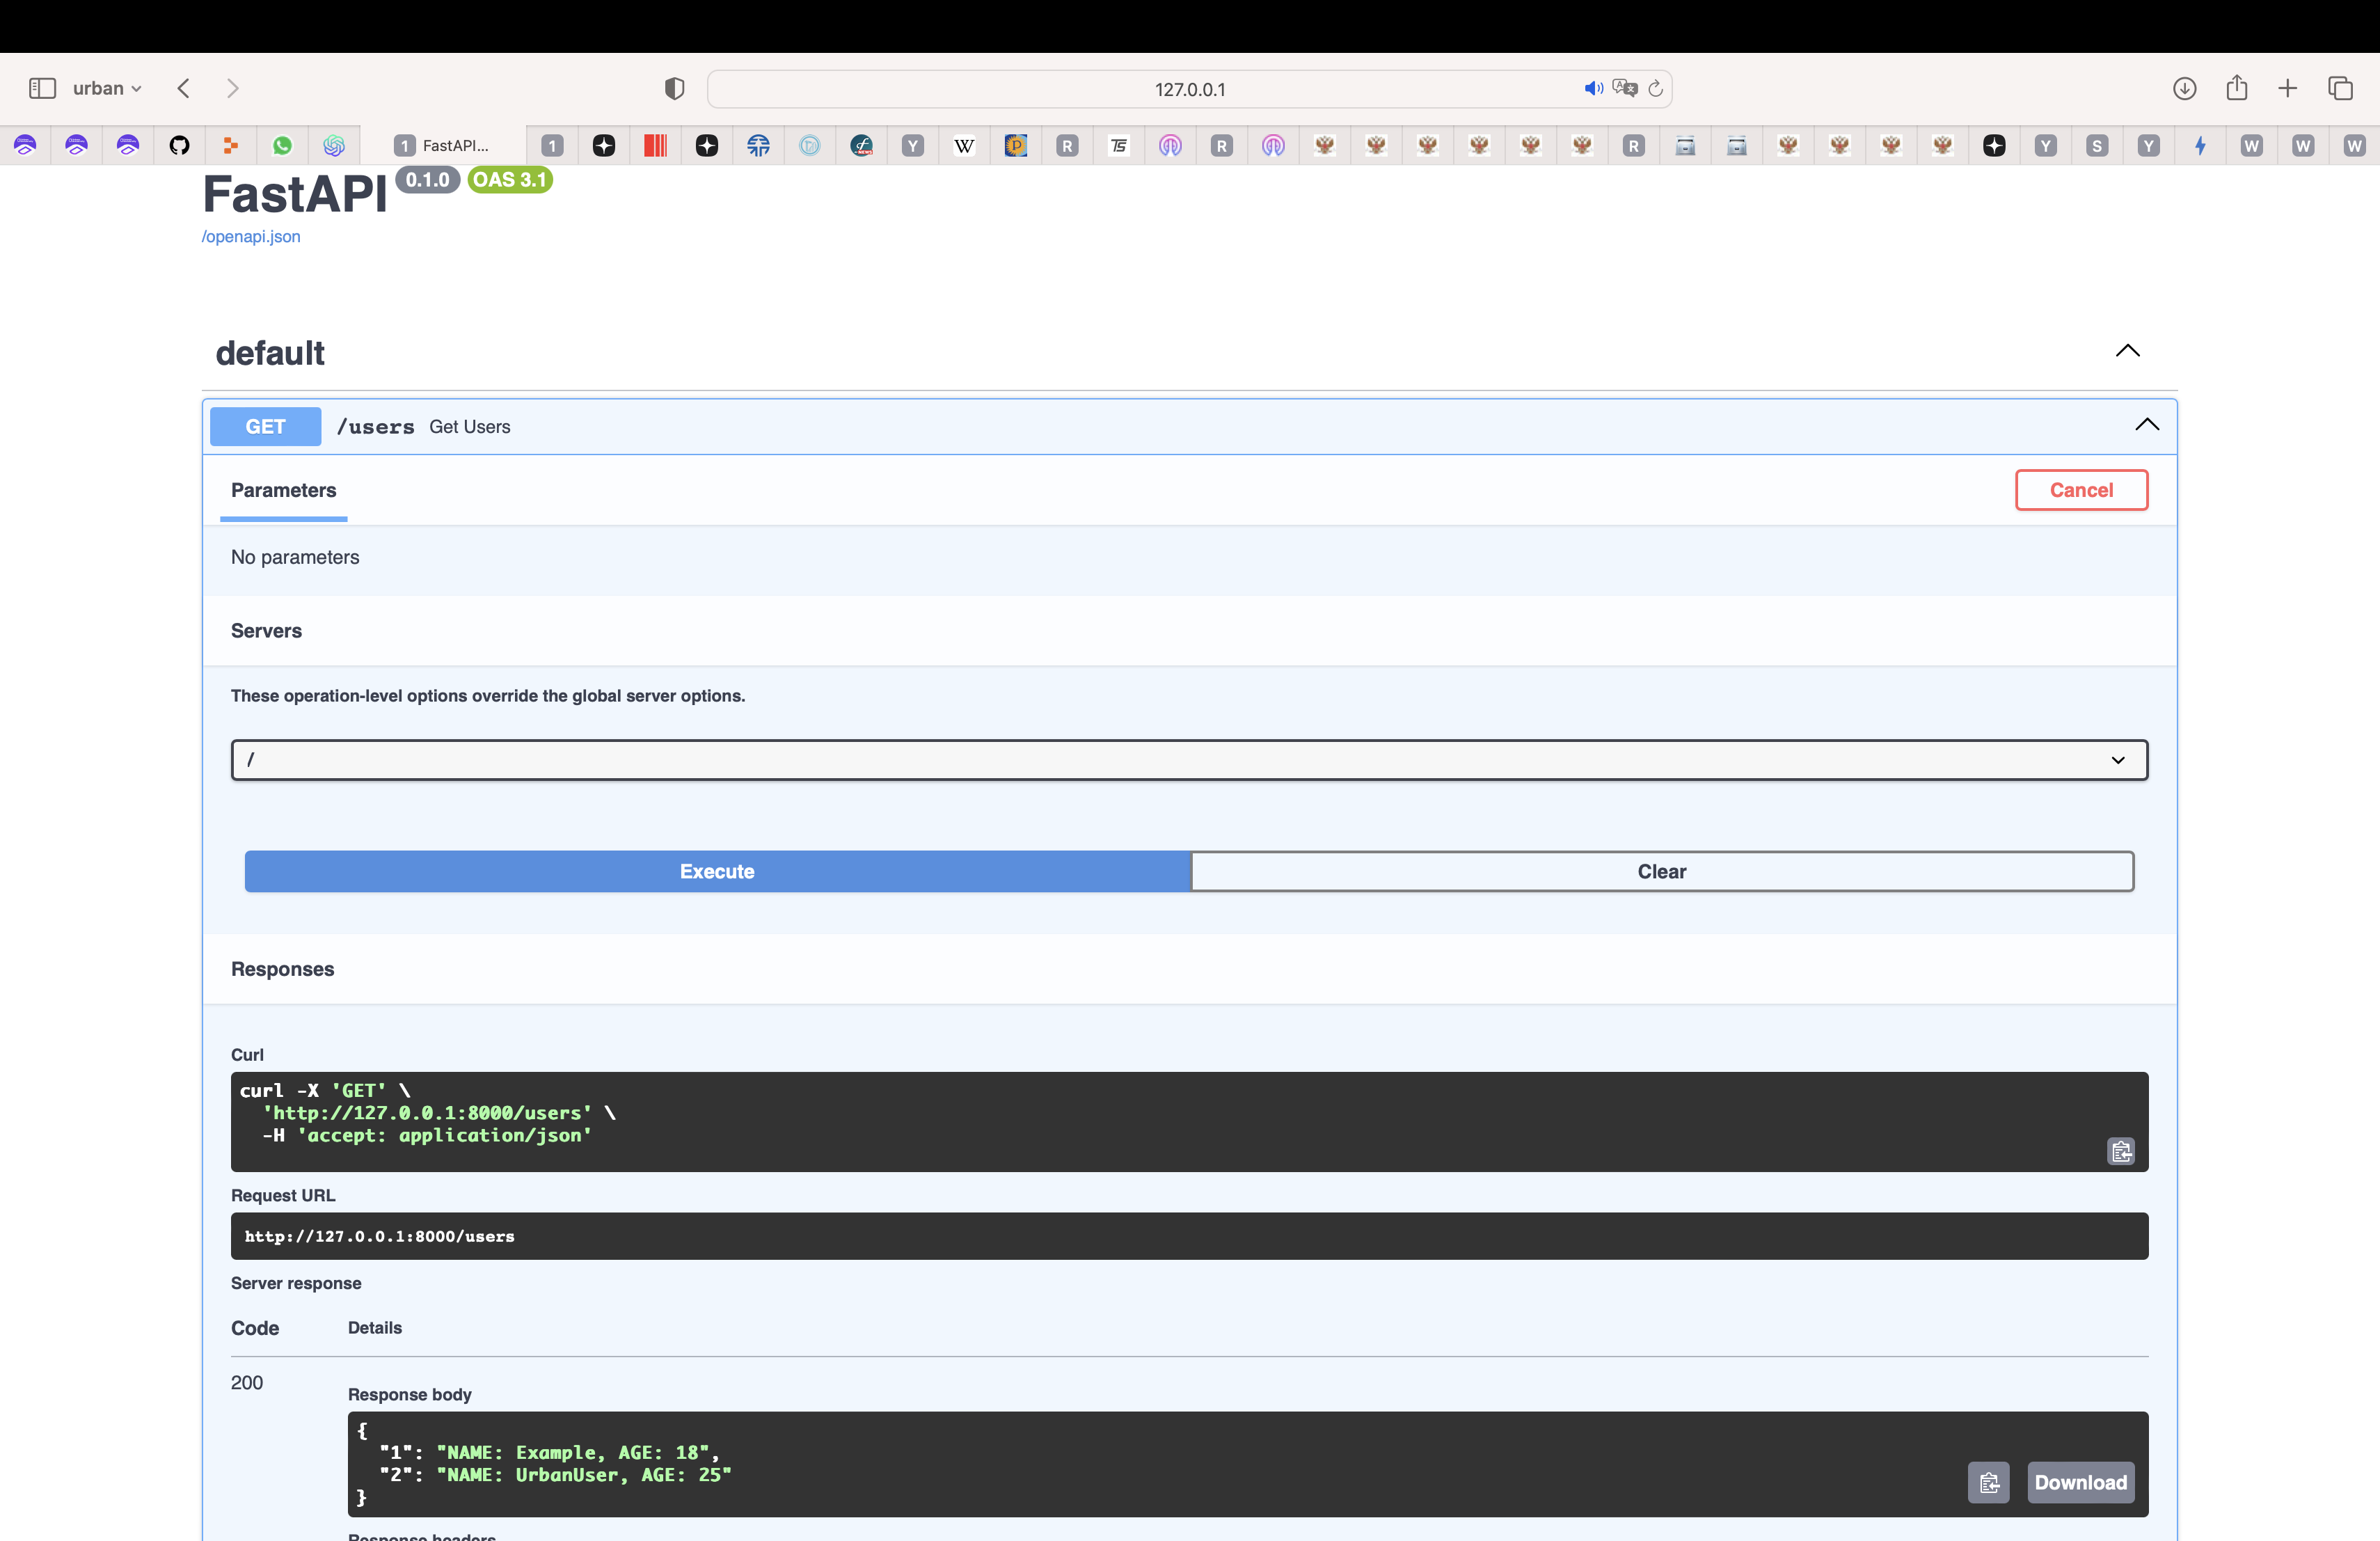 urban
127.0.0.1
1 FastAPI...
1
Y
W
P
R
TS
R
R
Y
S
Y
W
W
W
FastAPI 0.1.0 OAS 3.1
/openapi.json
default
GET /users Get Users
Parameters
Cancel
No parameters
Servers
These operation-level options override the global server options.
/
Execute
Clear
Responses
Curl
curl -X 'GET' \
'http://127.0.0.1:8000/users' \
-H 'accept: application/json'
Request URL
http://127.0.0.1:8000/users
Server response
Code Details
200
Response body
{
"1": "NAME: Example, AGE: 18",
"2": "NAME: UrbanUser, AGE: 25"
}
Download
Response headers